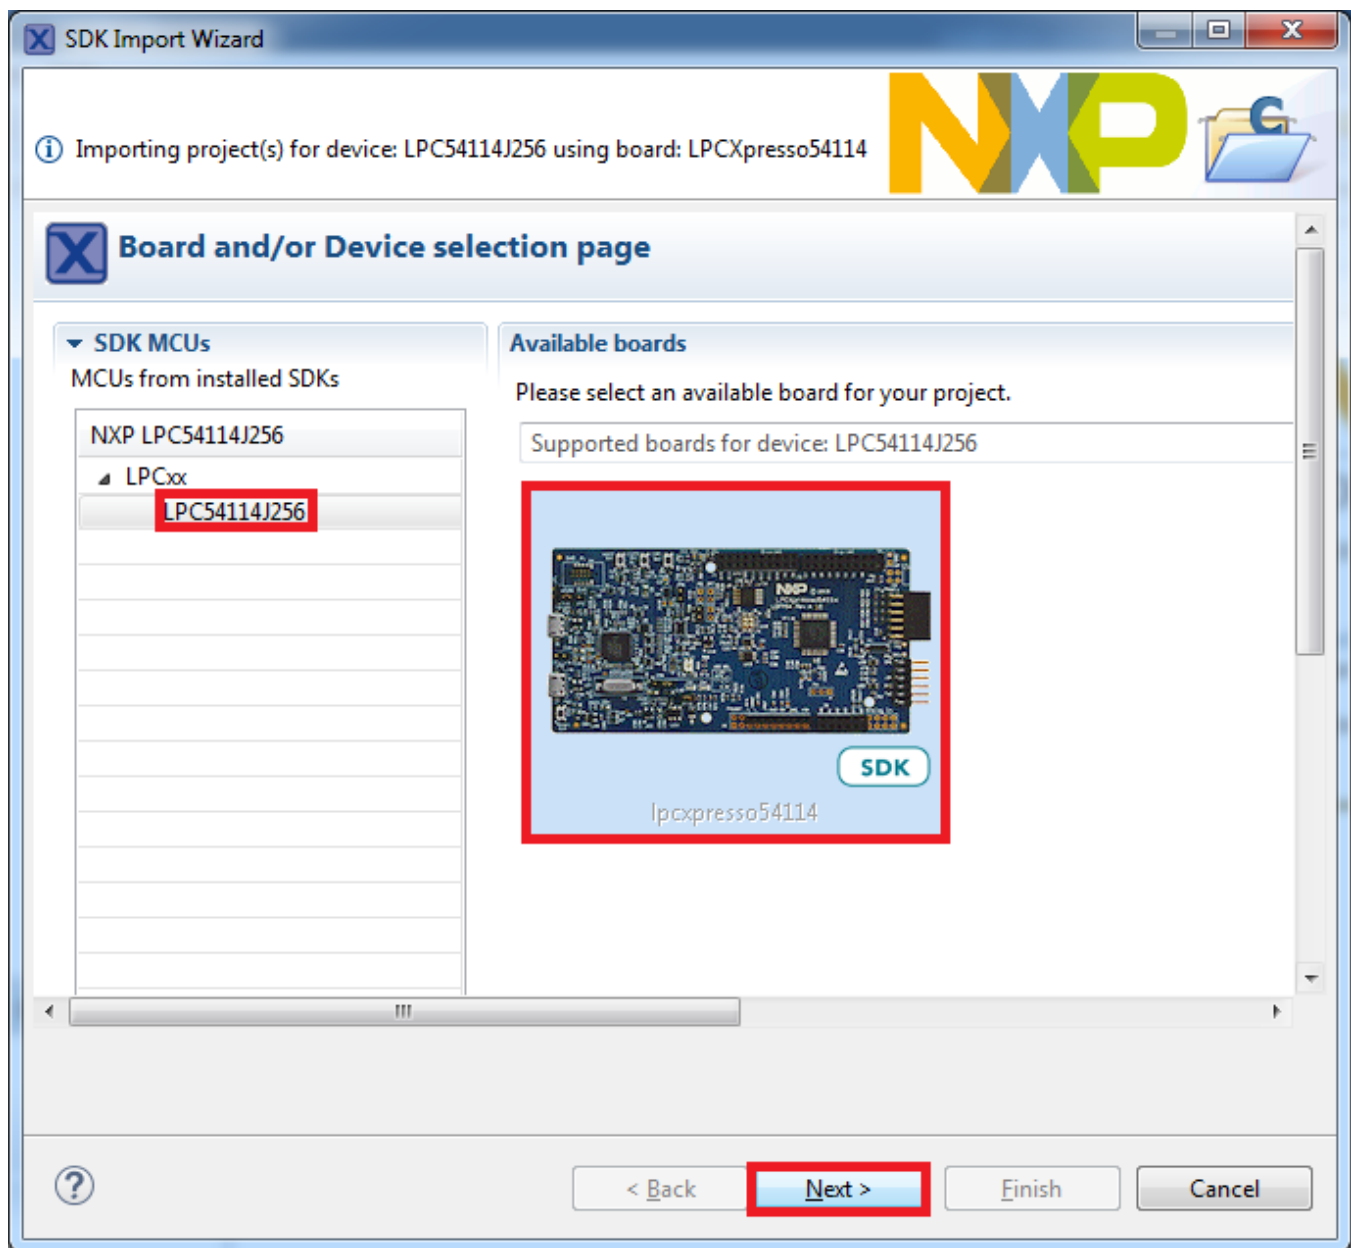 SDK Import Wizard
Importing project(s) for device: LPC54114J256 using board: LPCXpresso54114
NXP
C
Board and/or Device selection page
SDK MCUs
MCUs from installed SDKs
NXP LPC54114J256
LPCxx
LPC54114J256
Available boards
Please select an available board for your project.
Supported boards for device: LPC54114J256
NXP
SDK
lpcxpresso54114
< Back
Next >
Finish
Cancel